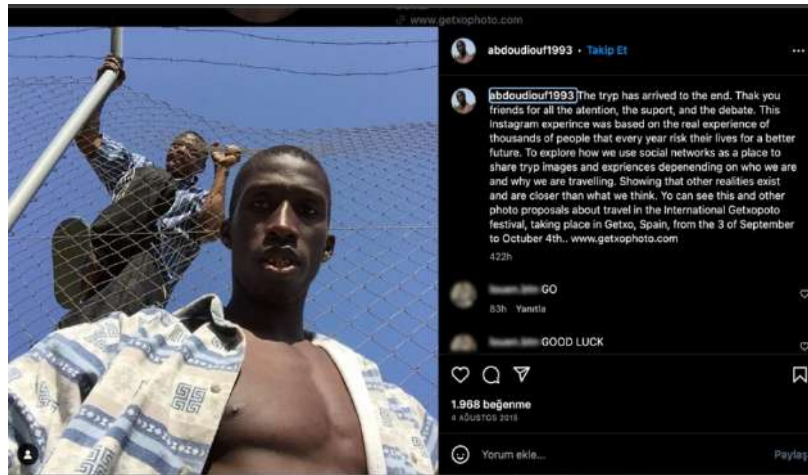 www.getxophoto.com
abdoudiouf1993 • Takip Et
abdoudiouf1993 The tryp has arrived to the end. Thak you
friends for all the atention, the suport, and the debate. This
Instagram experince was based on the real experience of
thousands of people that every year risk their lives for a better
future. To explore how we use social networks as a place to
share tryp images and expriences depenending on who we are
and why we are travelling. Showing that other realities exist
and are closer than what we think. Yo can see this and other
photo proposals about travel in the International Getxopoto
festival, taking place in Getxo, Spain, from the 3 of September
to Octuber 4th.. www.getxophoto.com
422h
GO
83h Yanıtla
GOOD LUCK
1.968 beğenme
4 AĞUSTOS 2015
Yorum ekle...
Paylaş